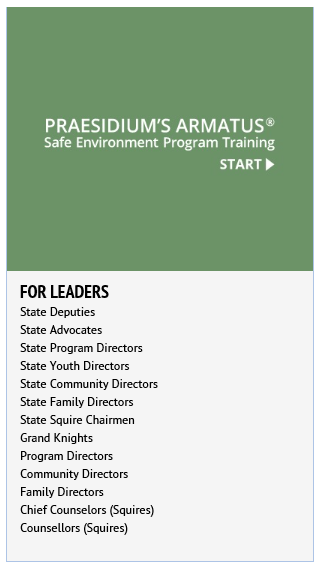 PRAESIDIUM'S ARMATUS®
Safe Environment Program Training
START
FOR LEADERS
State Deputies
State Advocates
State Program Directors
State Youth Directors
State Community Directors
State Family Directors
State Squire Chairmen
Grand Knights
Program Directors
Community Directors
Family Directors
Chief Counselors (Squires)
Counsellors (Squires)